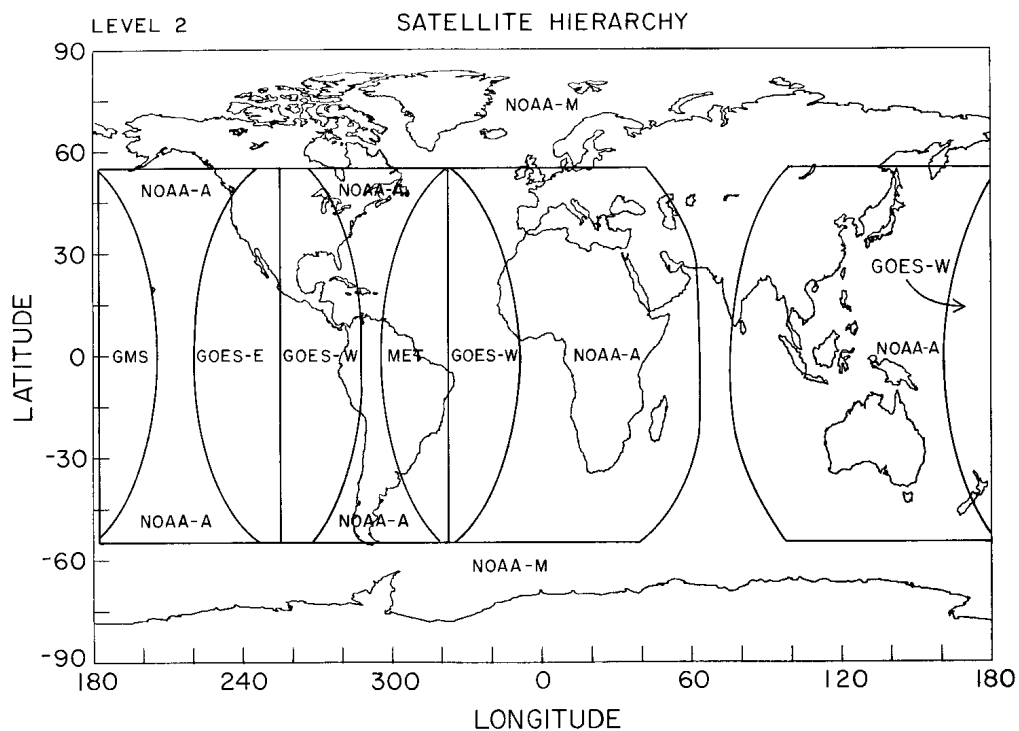 LEVEL 2
SATELLITE HIERARCHY
90
60
30
0
-30
-60
-90
LATITUDE
NOAA-M
NOAA-A
NOAA-A
GOES-W
GMS
GOES-E
GOES-W
MET
GOES-W
NOAA-A
NOAA-A
NOAA-A
NOAA-A
NOAA-M
180
240
300
0
60
120
180
LONGITUDE